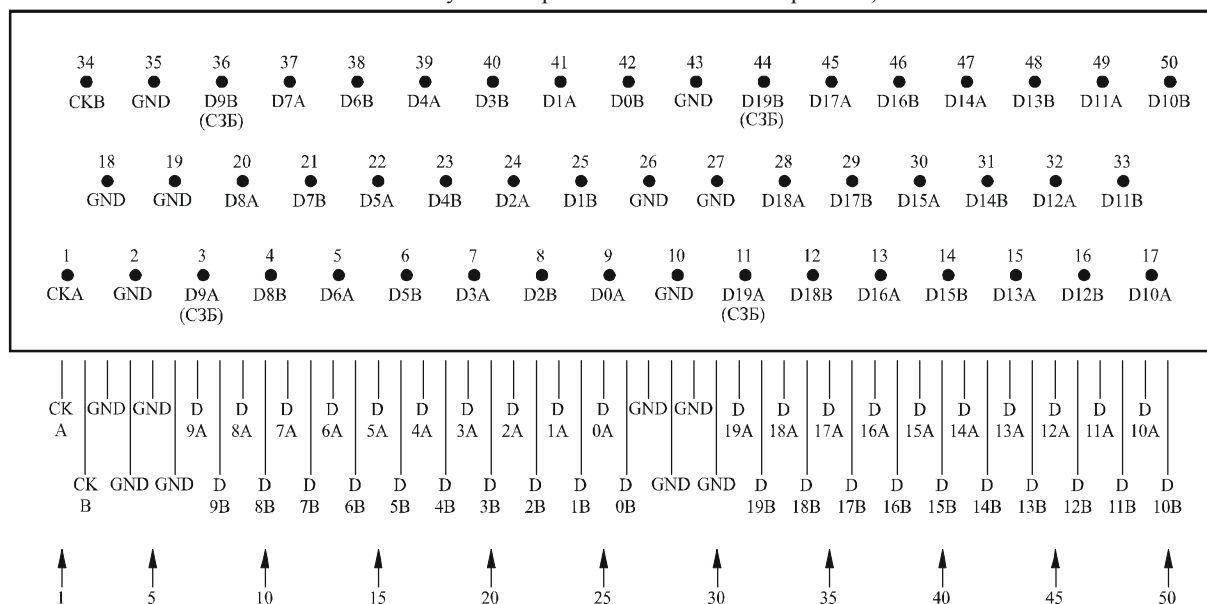 34 35 36 37 38 39 40 41 42 43 44 45 46 47 48 49 50
CKB GND D9B D7A D6B D4A D3B D1A D0B GND D19B D17A D16B D14A D13B D11A D10B
(СЗБ) (СЗБ)
18 19 20 21 22 23 24 25 26 27 28 29 30 31 32 33
GND GND D8A D7B D5A D4B D2A D1B GND GND D18A D17B D15A D14B D12A D11B
1 2 3 4 5 6 7 8 9 10 11 12 13 14 15 16 17
CKA GND D9A D8B D6A D5B D3A D2B D0A GND D19A D18B D16A D15B D13A D12B D10A
(СЗБ) (СЗБ)
CK GND GND D D D D D D D D D D GND GND D D D D D D D D D D
A 9A 8A 7A 6A 5A 4A 3A 2A 1A 0A 19A 18A 17A 16A 15A 14A 13A 12A 11A 10A
CK GND GND D D D D D D D D D D GND GND D D D D D D D D D D
B 9B 8B 7B 6B 5B 4B 3B 2B 1B 0B 19B 18B 17B 16B 15B 14B 13B 12B 11B 10B
1 5 10 15 20 25 30 35 40 45 50